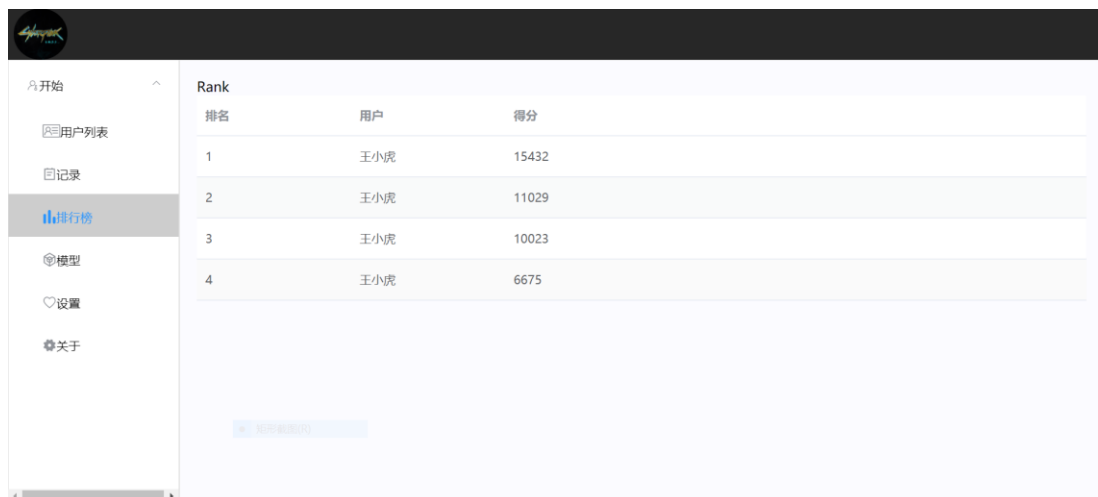 开始
用户列表
记录
排行榜
模型
设置
关于
Rank
排名 用户 得分
1 王小虎 15432
2 王小虎 11029
3 王小虎 10023
4 王小虎 6675